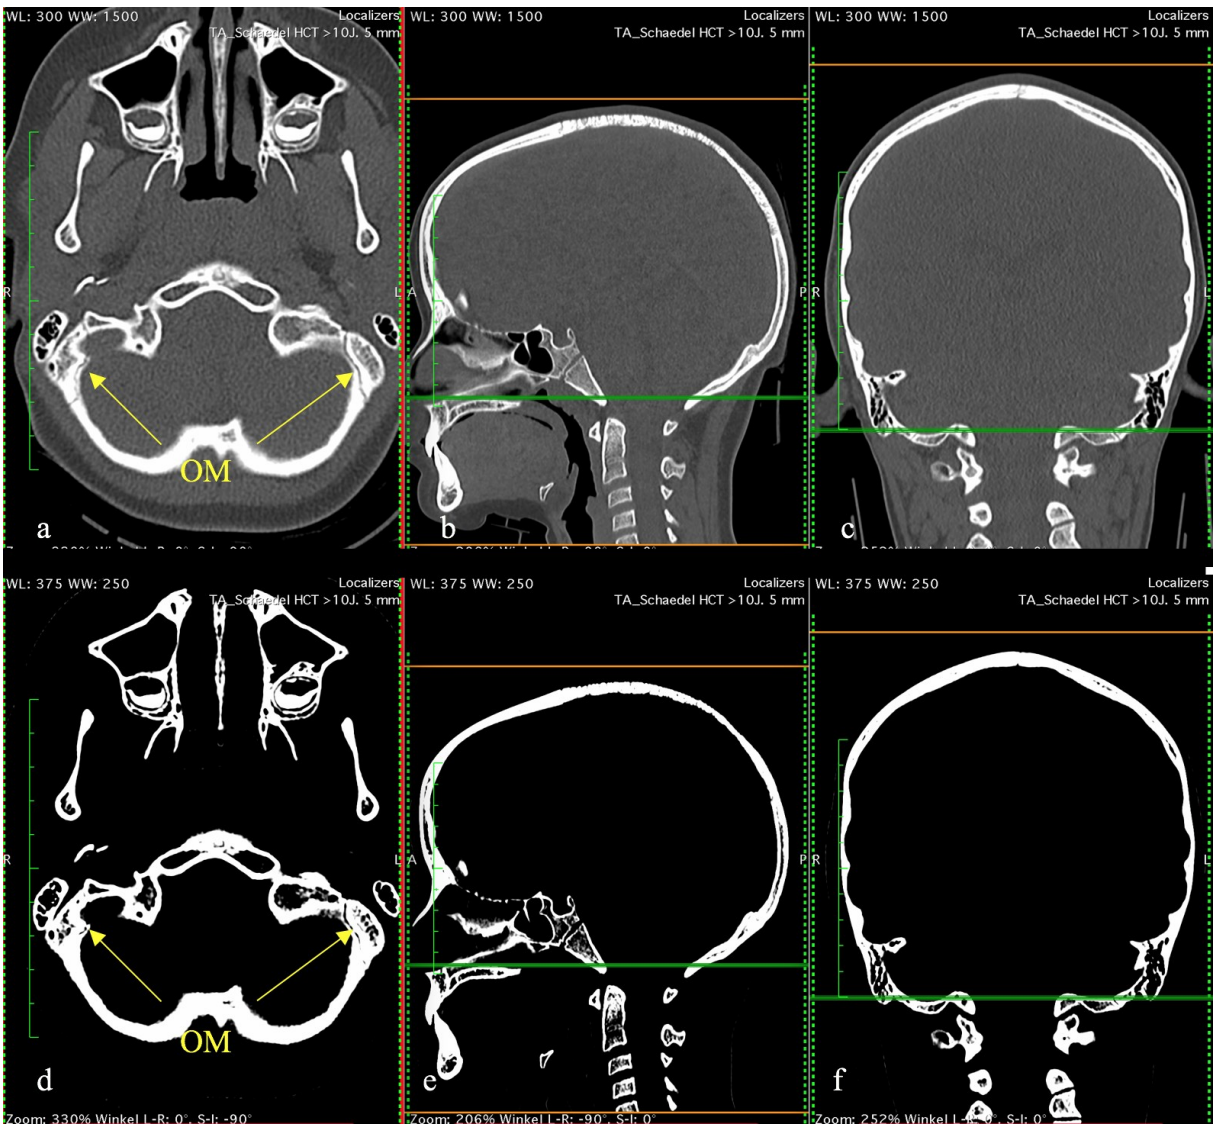 WL: 300 WW: 1500
Localizers
TA_Schaedel HCT >10J. 5 mm
R
L
OM
a
WL: 300 WW: 1500
Localizers
TA_Schaedel HCT >10J. 5 mm
A
P
b
WL: 300 WW: 1500
Localizers
TA_Schaedel HCT >10J. 5 mm
R
L
c
WL: 375 WW: 250
Localizers
TA_Schaedel HCT >10J. 5 mm
R
L
OM
d
Zoom: 330% Winkel L-R: 0°, S-I: -90°
WL: 375 WW: 250
Localizers
TA_Schaedel HCT >10J. 5 mm
A
P
e
Zoom: 206% Winkel L-R: -90°, S-I: 0°
WL: 375 WW: 250
Localizers
TA_Schaedel HCT >10J. 5 mm
R
L
f
Zoom: 252% Winkel L-R: 0°, S-I: 0°